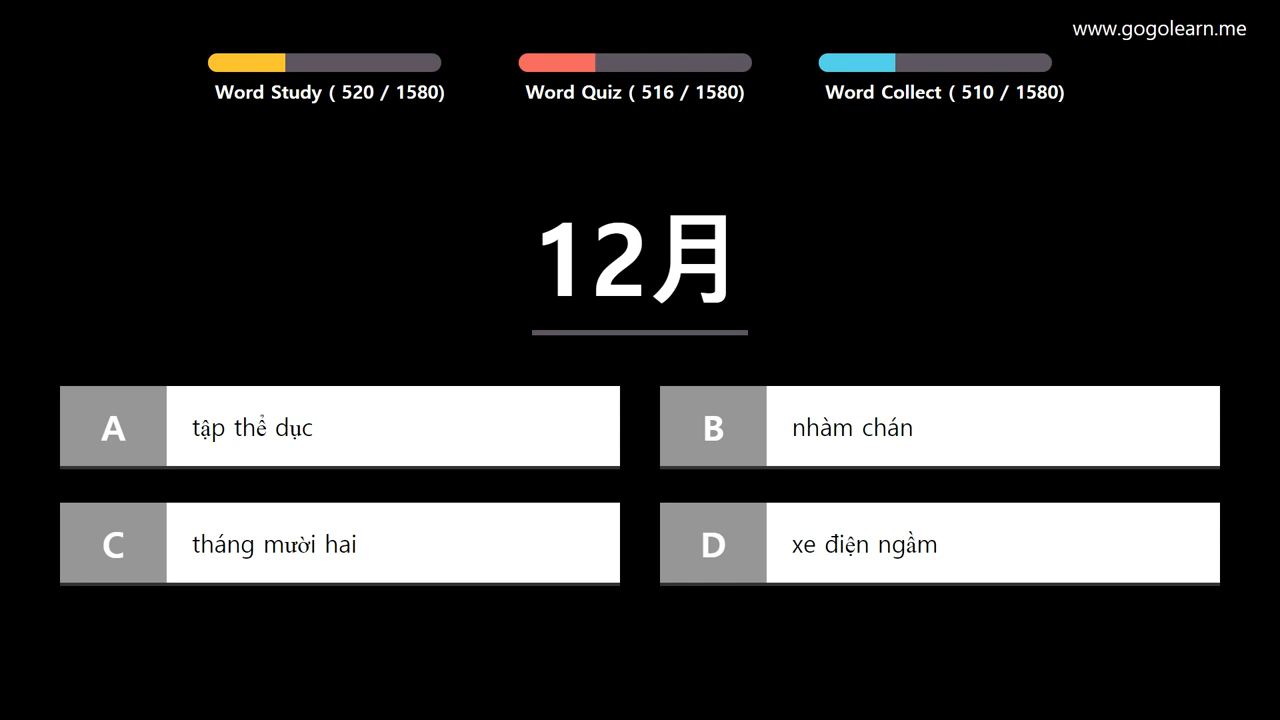 www.gogolearn.me
Word Study ( 520 / 1580)
Word Quiz ( 516 / 1580)
Word Collect ( 510 / 1580)
12月
A
tập thể dục
B
nhàm chán
C
tháng mười hai
D
xe điện ngầm